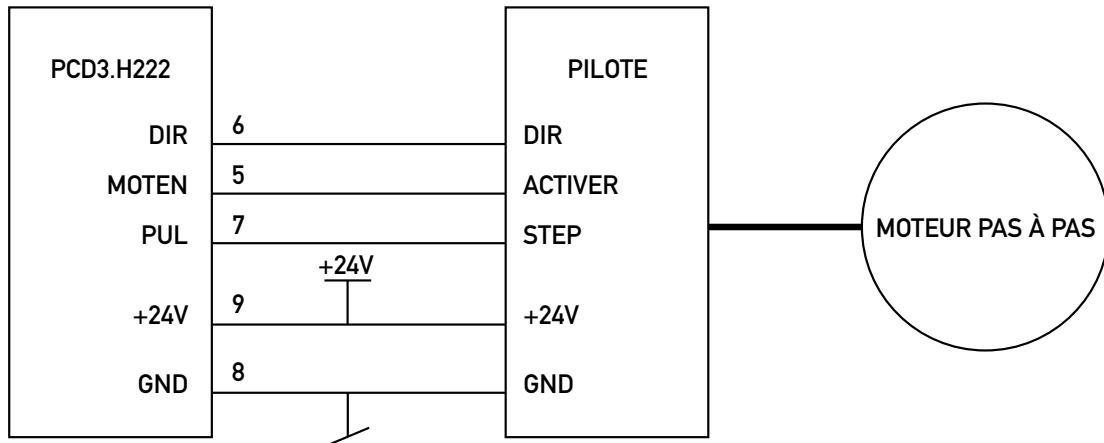 PCD3.H222
PILOTE
DIR 6 DIR
MOTEN 5 ACTIVER
PUL 7 STEP
MOTEUR PAS À PAS
+24V
+24V 9 +24V
GND 8 GND